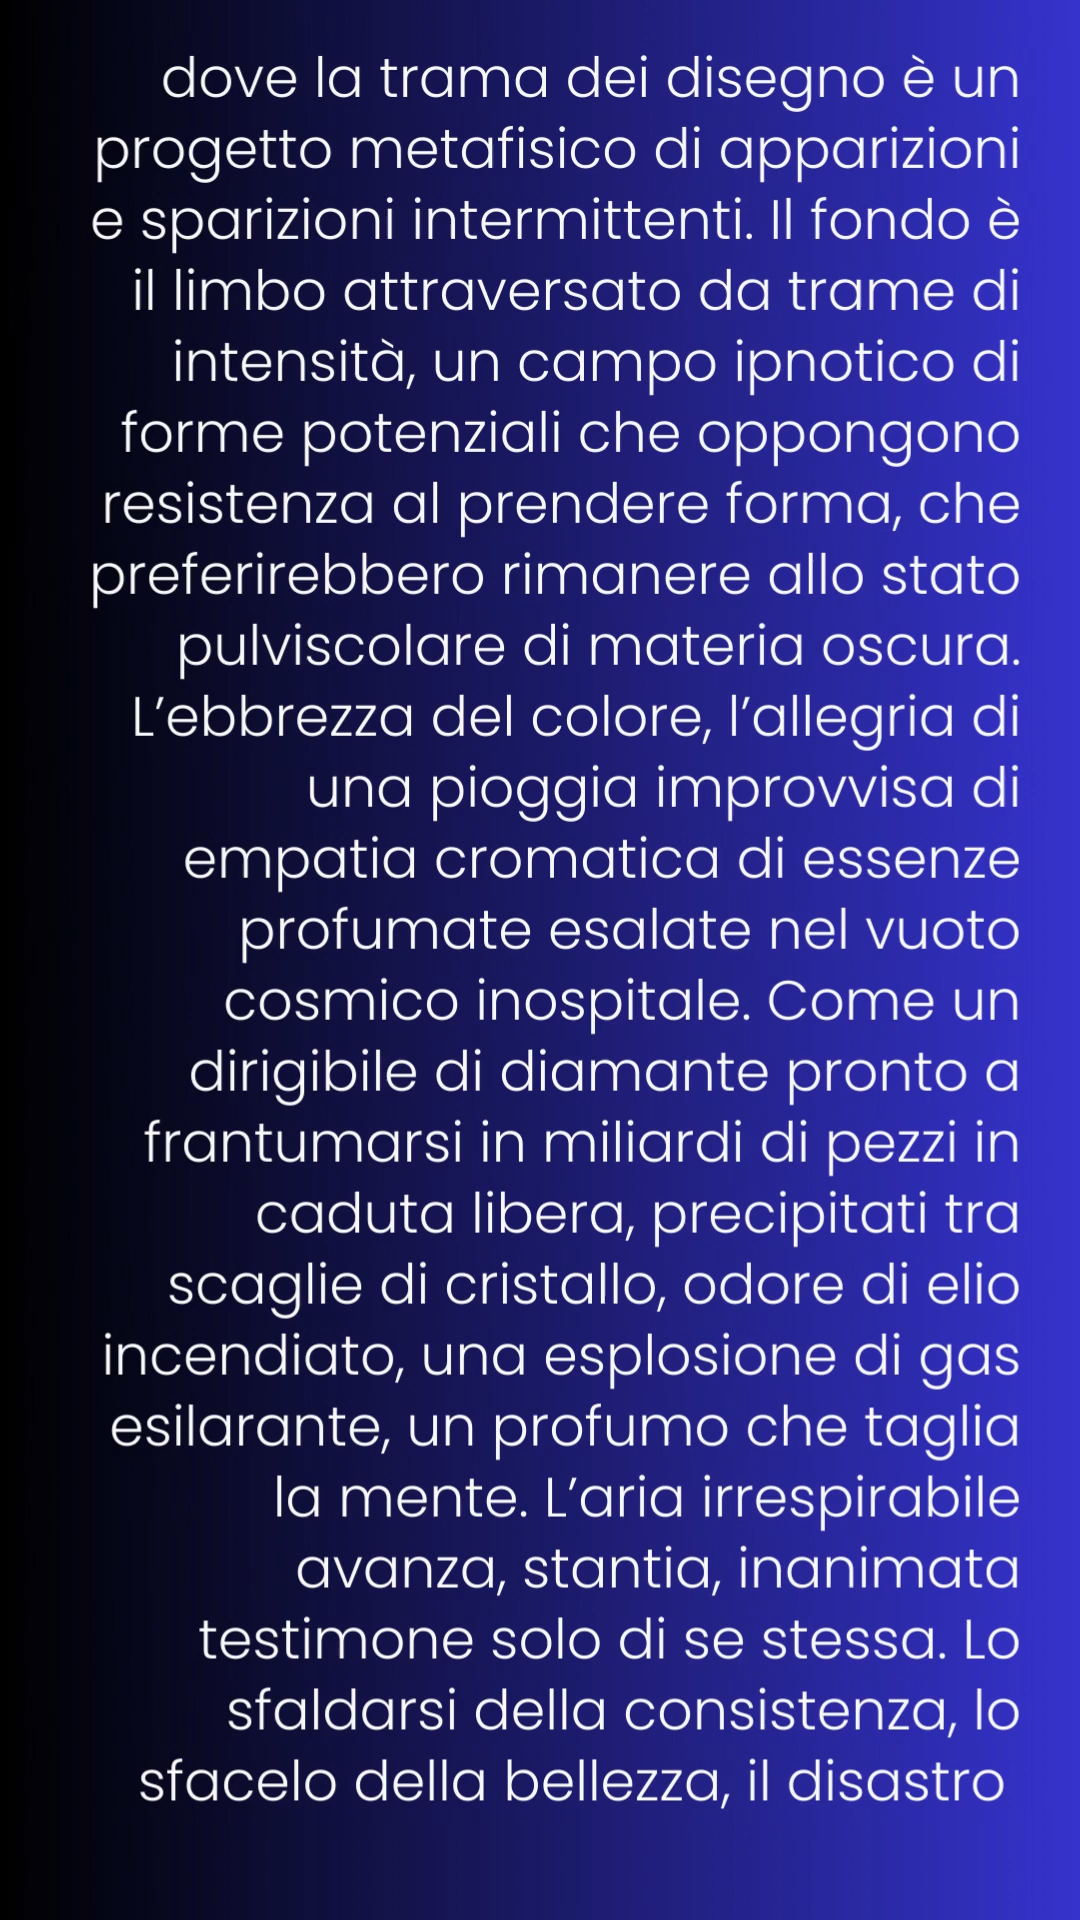 dove la trama dei disegno è un
progetto metafisico di apparizioni
e sparizioni intermittenti. Il fondo è
il limbo attraversato da trame di
intensità, un campo ipnotico di
forme potenziali che oppongono
resistenza al prendere forma, che
preferirebbero rimanere allo stato
pulviscolare di materia oscura.
L’ebbrezza del colore, l’allegria di
una pioggia improvvisa di
empatia cromatica di essenze
profumate esalate nel vuoto
cosmico inospitale. Come un
dirigibile di diamante pronto a
frantumarsi in miliardi di pezzi in
caduta libera, precipitati tra
scaglie di cristallo, odore di elio
incendiato, una esplosione di gas
esilarante, un profumo che taglia
la mente. L’aria irrespirabile
avanza, stantia, inanimata
testimone solo di se stessa. Lo
sfaldarsi della consistenza, lo
sfacelo della bellezza, il disastro